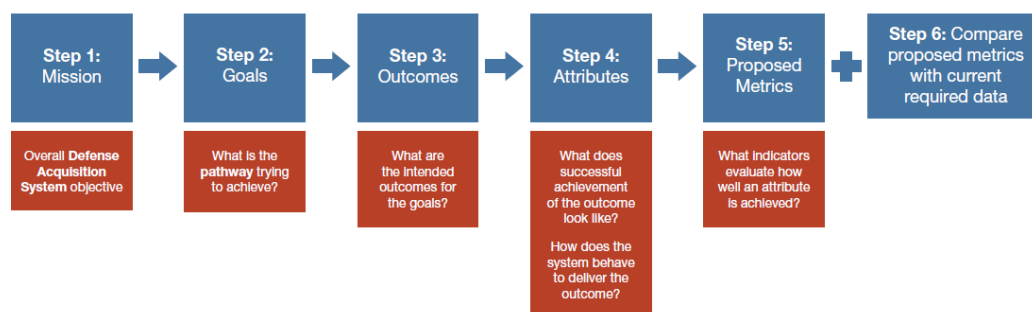 Step 1:
Mission
Step 2:
Goals
Step 3:
Outcomes
Step 4:
Attributes
Step 5:
Proposed
Metrics
Step 6: Compare
proposed metrics
with current
required data
Overall Defense
Acquisition
System objective
What is the
pathway trying
to achieve?
What are
the intended
outcomes for
the goals?
What does
successful
achievement
of the outcome
look like?
How does the
system behave
to deliver the
outcome?
What indicators
evaluate how
well an attribute
is achieved?